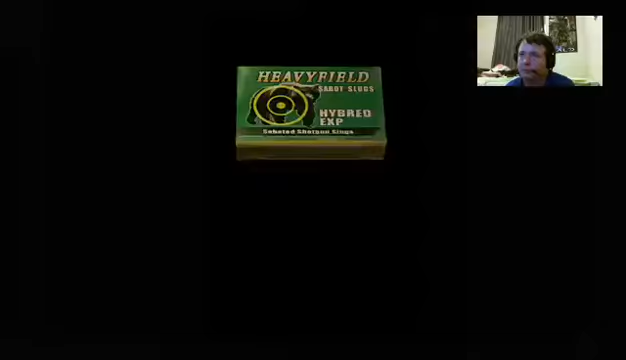 HEAVYFIELD
SABOT SLUGS
HYBRED
EXP
Saboted Shotgun Slugs